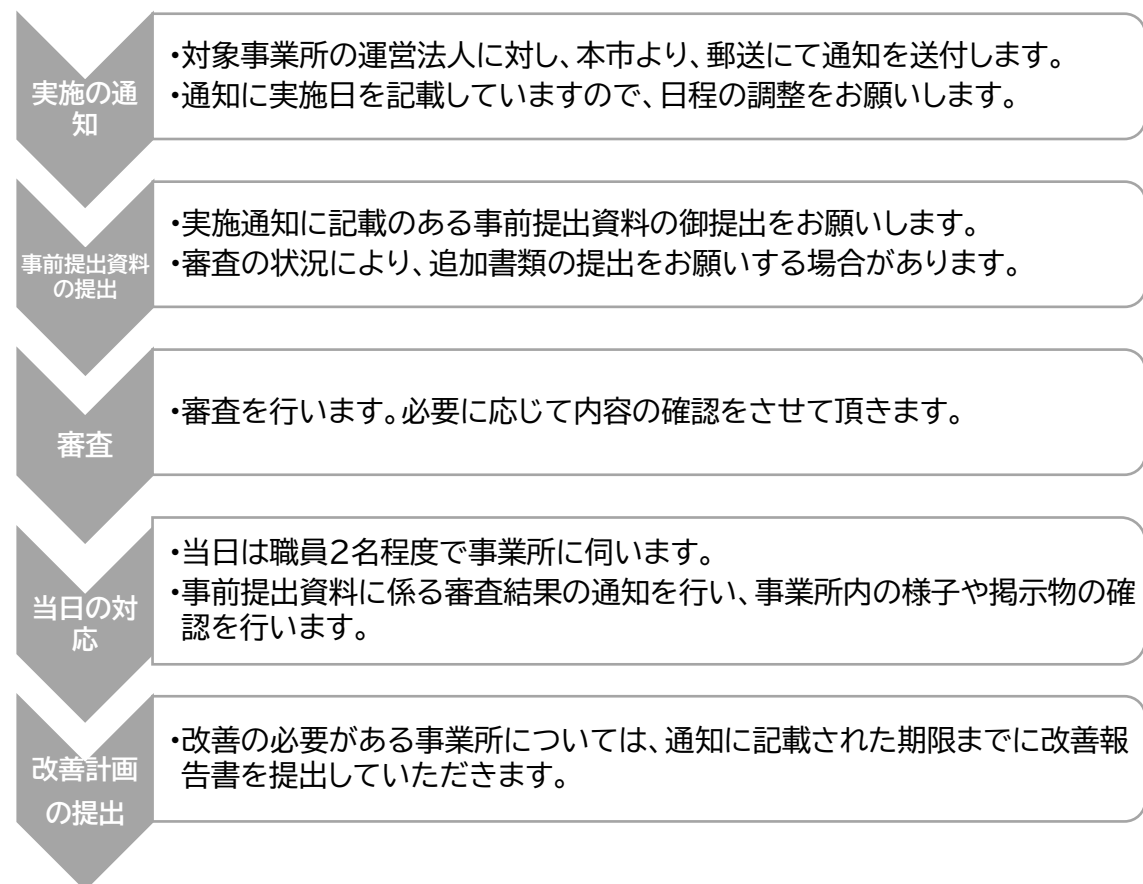 実施の通
知
・対象事業所の運営法人に対し、本市より、郵送にて通知を送付します。
・通知に実施日を記載していますので、日程の調整をお願いします。
事前提出資料
の提出
・実施通知に記載のある事前提出資料の御提出をお願いします。
・審査の状況により、追加書類の提出をお願いする場合があります。
審査
・審査を行います。必要に応じて内容の確認をさせて頂きます。
当日の対
応
・当日は職員2名程度で事業所に伺います。
・事前提出資料に係る審査結果の通知を行い、事業所内の様子や掲示物の確
認を行います。
改善計画
の提出
・改善の必要がある事業所については、通知に記載された期限までに改善報
告書を提出していただきます。